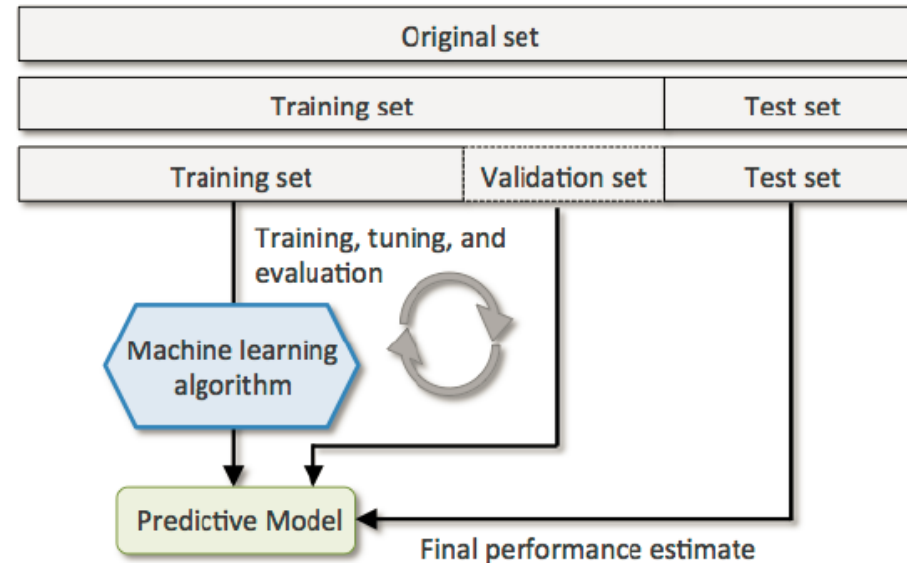 Original set
Training set
Test set
Training set
Validation set
Test set
Training, tuning, and
evaluation
Machine learning
algorithm
Predictive Model
Final performance estimate